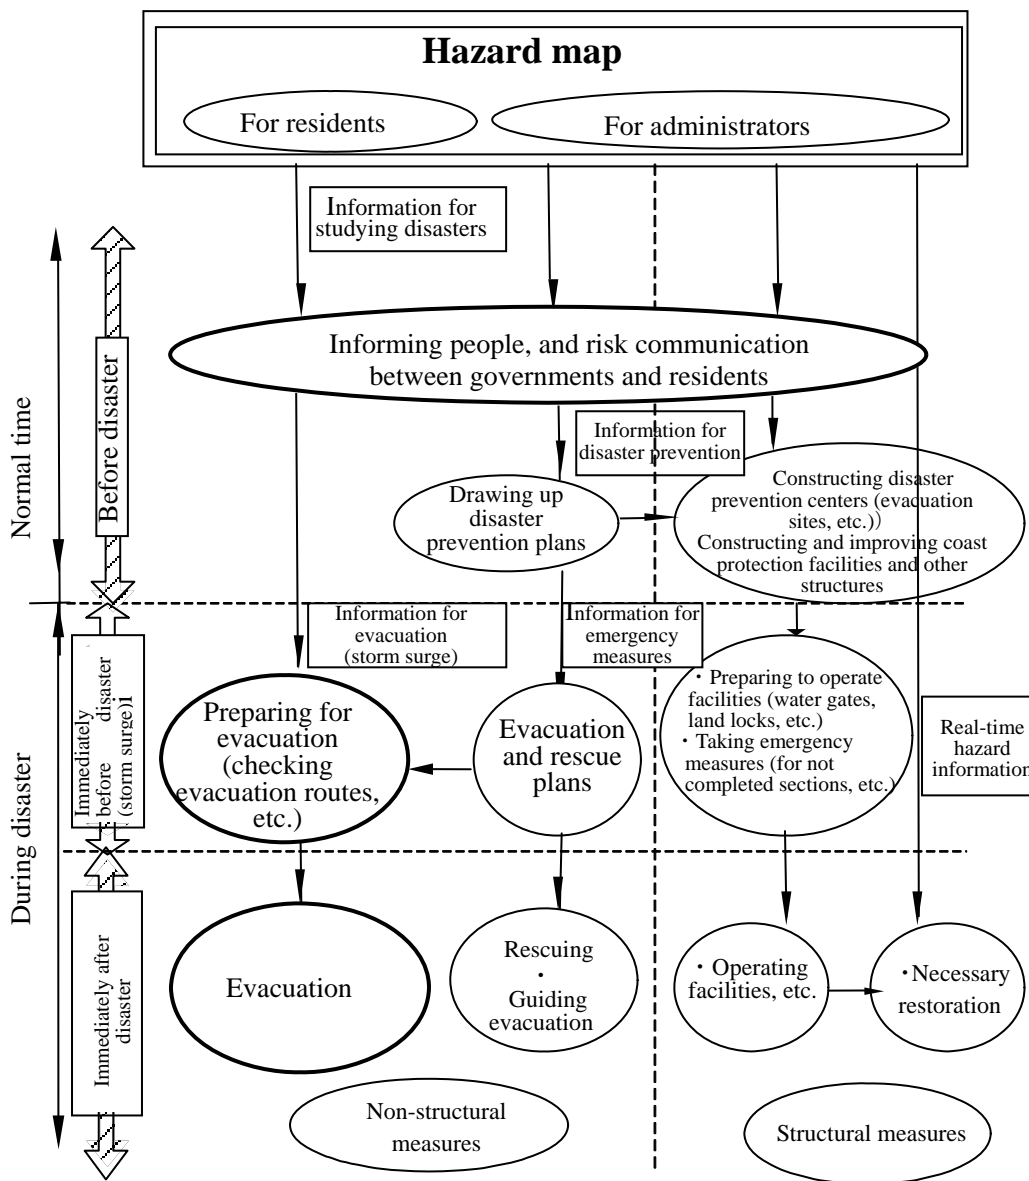 Hazard map
For residents
For administrators
Information for
studying disasters
Informing people, and risk communication
between governments and residents
Information for
disaster prevention
Drawing up
disaster
prevention plans
Constructing disaster
prevention centers (evacuation
sites, etc.))
Constructing and improving coast
protection facilities and other
structures
Normal time
Before disaster
Information for
evacuation
(storm surge)
Information for
emergency
measures
Preparing for
evacuation
(checking
evacuation routes,
etc.)
Evacuation
and rescue
plans
・Preparing to operate
facilities (water gates,
land locks, etc.)
・Taking emergency
measures (for not
completed sections, etc.)
Real-time
hazard
information
During disaster
Immediately
before disaster
(storm surge)1
Immediately after
disaster
Evacuation
Rescuing
・
Guiding
evacuation
・Operating
facilities, etc.
・Necessary
restoration
Non-structural
measures
Structural measures